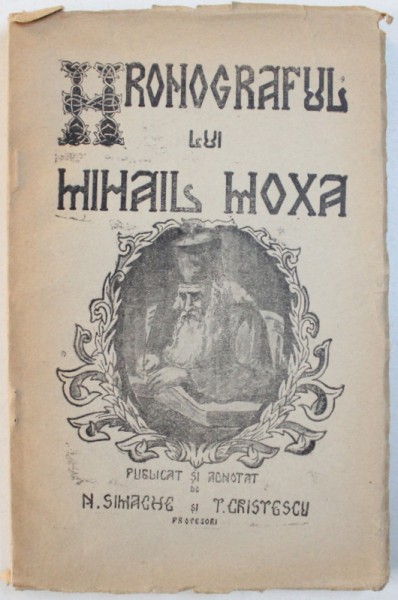 HRONOGRAFUL
LUI
MIHAIL MOXA
PUBLICAT ȘI ADNOTAT
DE
N. SIMACHE ȘI T. CRISTESCU
PROFESORI